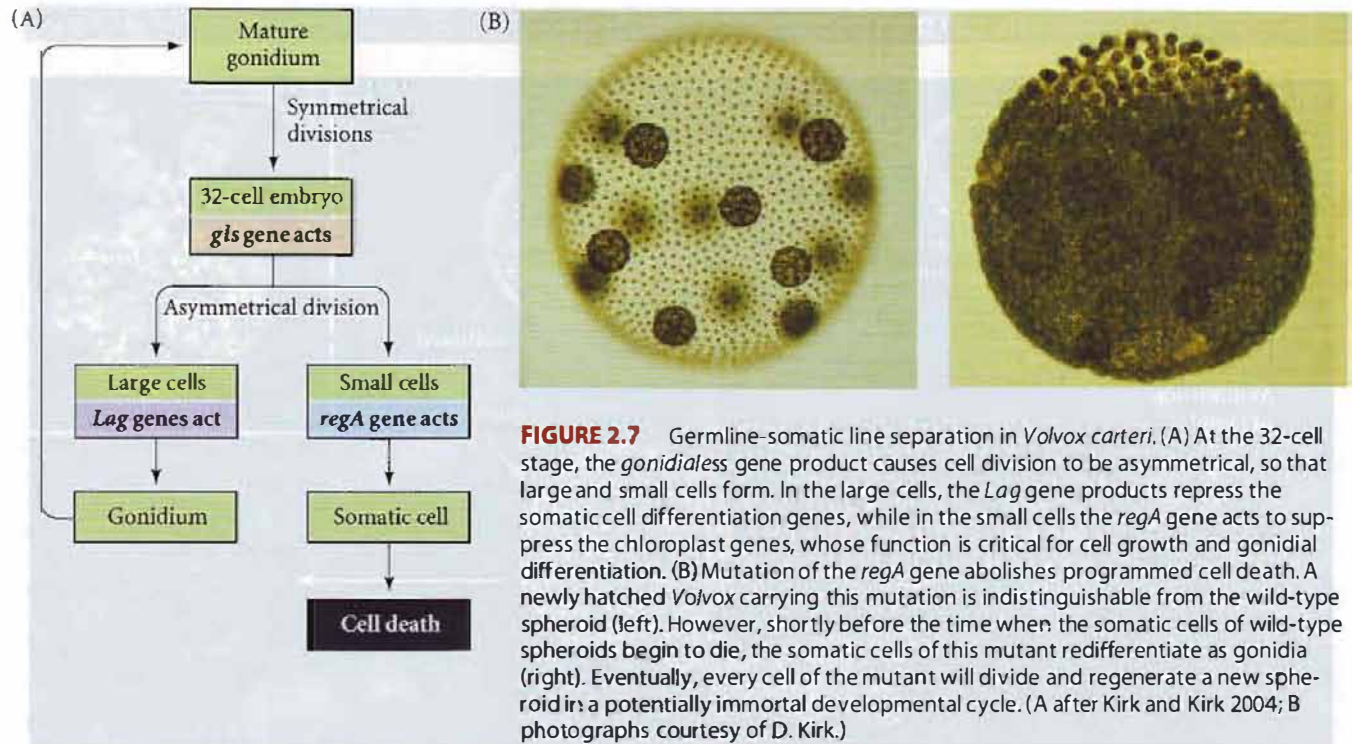 (A)
Mature
gonidium
Symmetrical
divisions
32-cell embryo
gls gene acts
Asymmetrical division
Large cells
Lag genes act
Small cells
regA gene acts
Gonidium
Somatic cell
Cell death
(B)
FIGURE 2.7 Germline-somatic line separation in Volvox carteri. (A) At the 32-cell
stage, the gonidialess gene product causes cell division to be asymmetrical, so that
large and small cells form. In the large cells, the Lag gene products repress the
somatic cell differentiation genes, while in the small cells the regA gene acts to sup-
press the chloroplast genes, whose function is critical for cell growth and gonidial
differentiation. (B) Mutation of the regA gene abolishes programmed cell death. A
newly hatched Volvox carrying this mutation is indistinguishable from the wild-type
spheroid (left). However, shortly before the time when the somatic cells of wild-type
spheroids begin to die, the somatic cells of this mutant redifferentiate as gonidia
(right). Eventually, every cell of the mutant will divide and regenerate a new sphe-
roid in a potentially immortal developmental cycle. (A after Kirk and Kirk 2004; B
photographs courtesy of D. Kirk.)